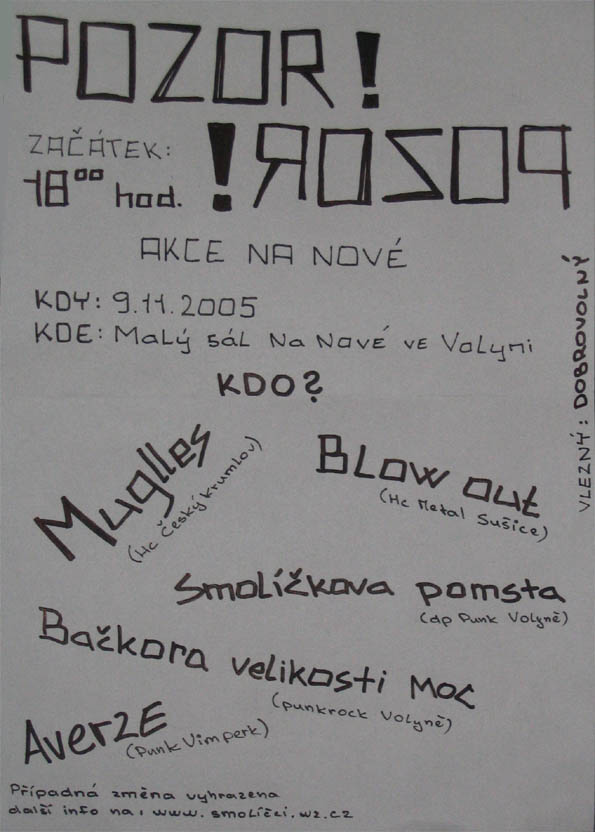 POZOR!
!POZOR
ZAČÁTEK:
18⁰⁰ hod.
AKCE NA NOVÉ
KDY: 9.11.2005
KDE: Malý sál Na Nové ve Volyni
VLEZNÝ: DOBROVOLNÝ
KDO?
Muglles
(Hc Český Krumlov)
Blow out
(Hc Metal Sušice)
Smolíčkova pomsta
(dp Punk Volyně)
Bačkora velikosti Moc
(punkrock Volyně)
AverzE
(Punk Vimperk)
Případná změna vyhrazena
další info na: www.smolíčci.wz.cz